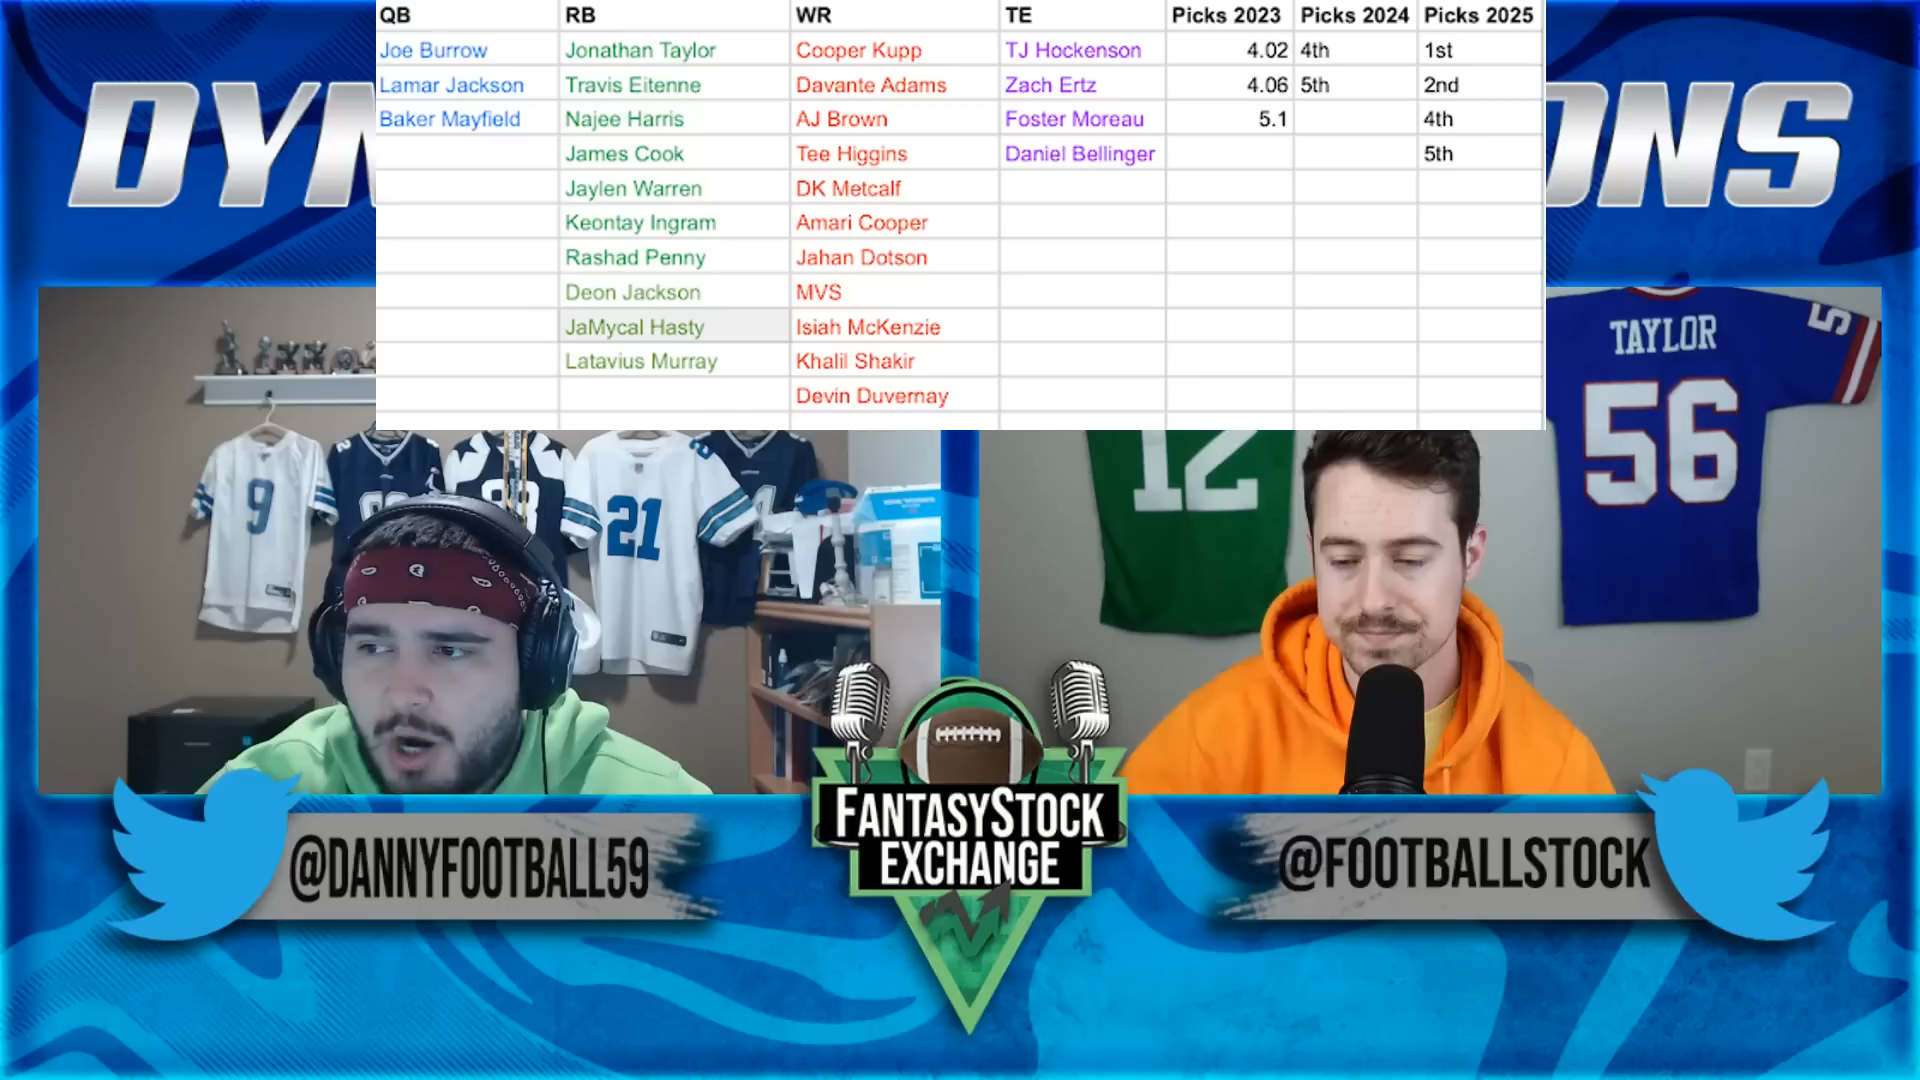 QB RB WR TE Picks 2023 Picks 2024 Picks 2025
Joe Burrow Jonathan Taylor Cooper Kupp TJ Hockenson 4.02 4th 1st
Lamar Jackson Travis Eitenne Davante Adams Zach Ertz 4.06 5th 2nd
Baker Mayfield Najee Harris AJ Brown Foster Moreau 5.1 4th
James Cook Tee Higgins Daniel Bellinger 5th
Jaylen Warren DK Metcalf
Keontay Ingram Amari Cooper
Rashad Penny Jahan Dotson
Deon Jackson MVS
JaMycal Hasty Isiah McKenzie
Latavius Murray Khalil Shakir
Devin Duvernay
DYN
ONS
TAYLOR
56
5
9
21
12
FANTASYSTOCK
EXCHANGE
@DANNYFOOTBALL59
@FOOTBALLSTOCK